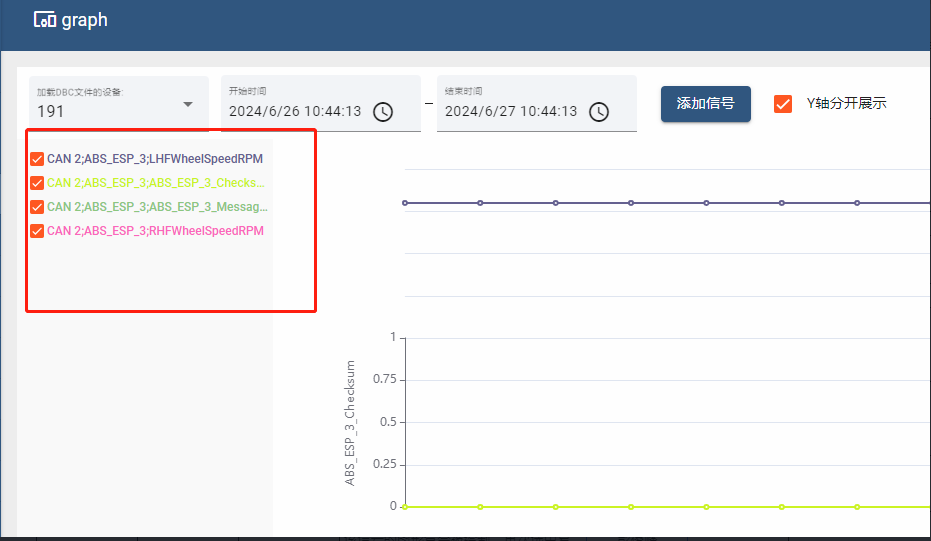 graph
加载DBC文件的设备:
191
开始时间
2024/6/26 10:44:13
–
结束时间
2024/6/27 10:44:13
添加信号
Y轴分开展示
CAN 2;ABS_ESP_3;LHFWheelSpeedRPM
CAN 2;ABS_ESP_3;ABS_ESP_3_Checks...
CAN 2;ABS_ESP_3;ABS_ESP_3_Messag...
CAN 2;ABS_ESP_3;RHFWheelSpeedRPM
1
0.75
0.5
0.25
0
ABS_ESP_3_Checksum